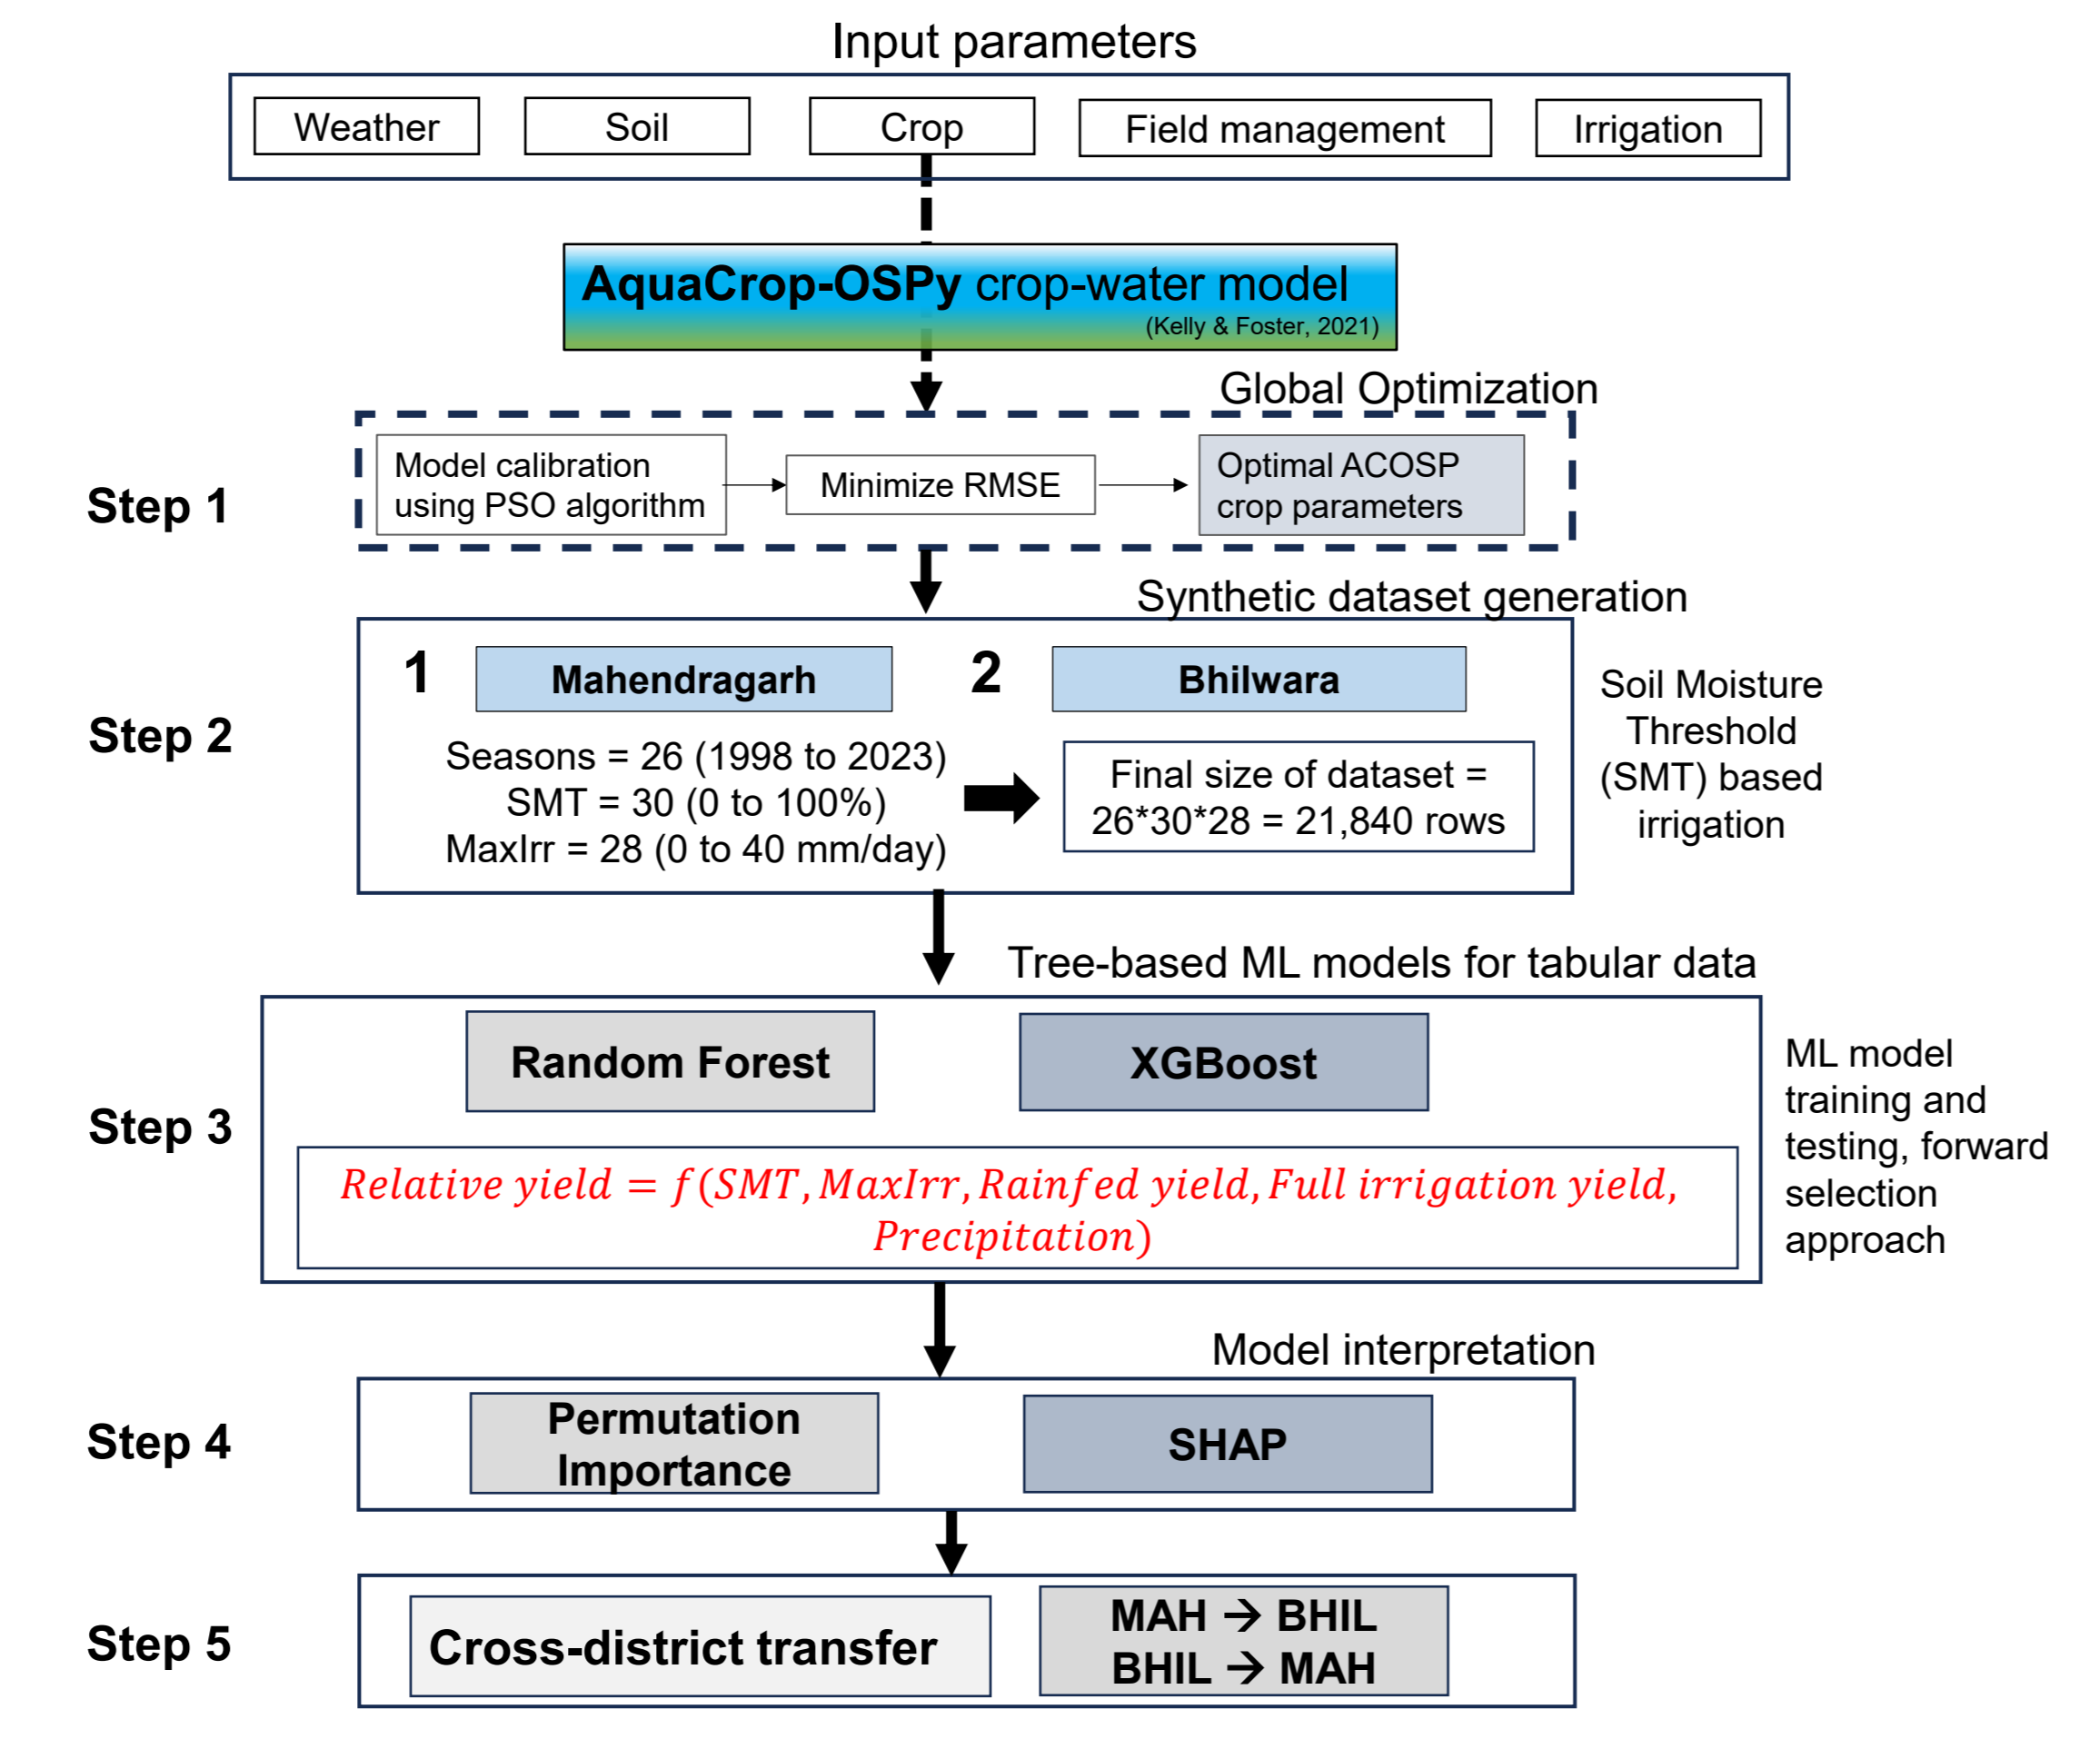 Input parameters
Weather
Soil
Crop
Field management
Irrigation
AquaCrop-OSPy crop-water model
(Kelly & Foster, 2021)
Global Optimization
Step 1
Model calibration
using PSO algorithm
Minimize RMSE
Optimal ACOSP
crop parameters
Synthetic dataset generation
Step 2
1
Mahendragarh
2
Bhilwara
Seasons = 26 (1998 to 2023)
SMT = 30 (0 to 100%)
MaxIrr = 28 (0 to 40 mm/day)
Final size of dataset =
26*30*28 = 21,840 rows
Soil Moisture
Threshold
(SMT) based
irrigation
Tree-based ML models for tabular data
Step 3
Random Forest
XGBoost
Relative yield = f(SMT, MaxIrr, Rainfed yield, Full irrigation yield,
Precipitation)
ML model
training and
testing, forward
selection
approach
Model interpretation
Step 4
Permutation
Importance
SHAP
Step 5
Cross-district transfer
MAH → BHIL
BHIL → MAH